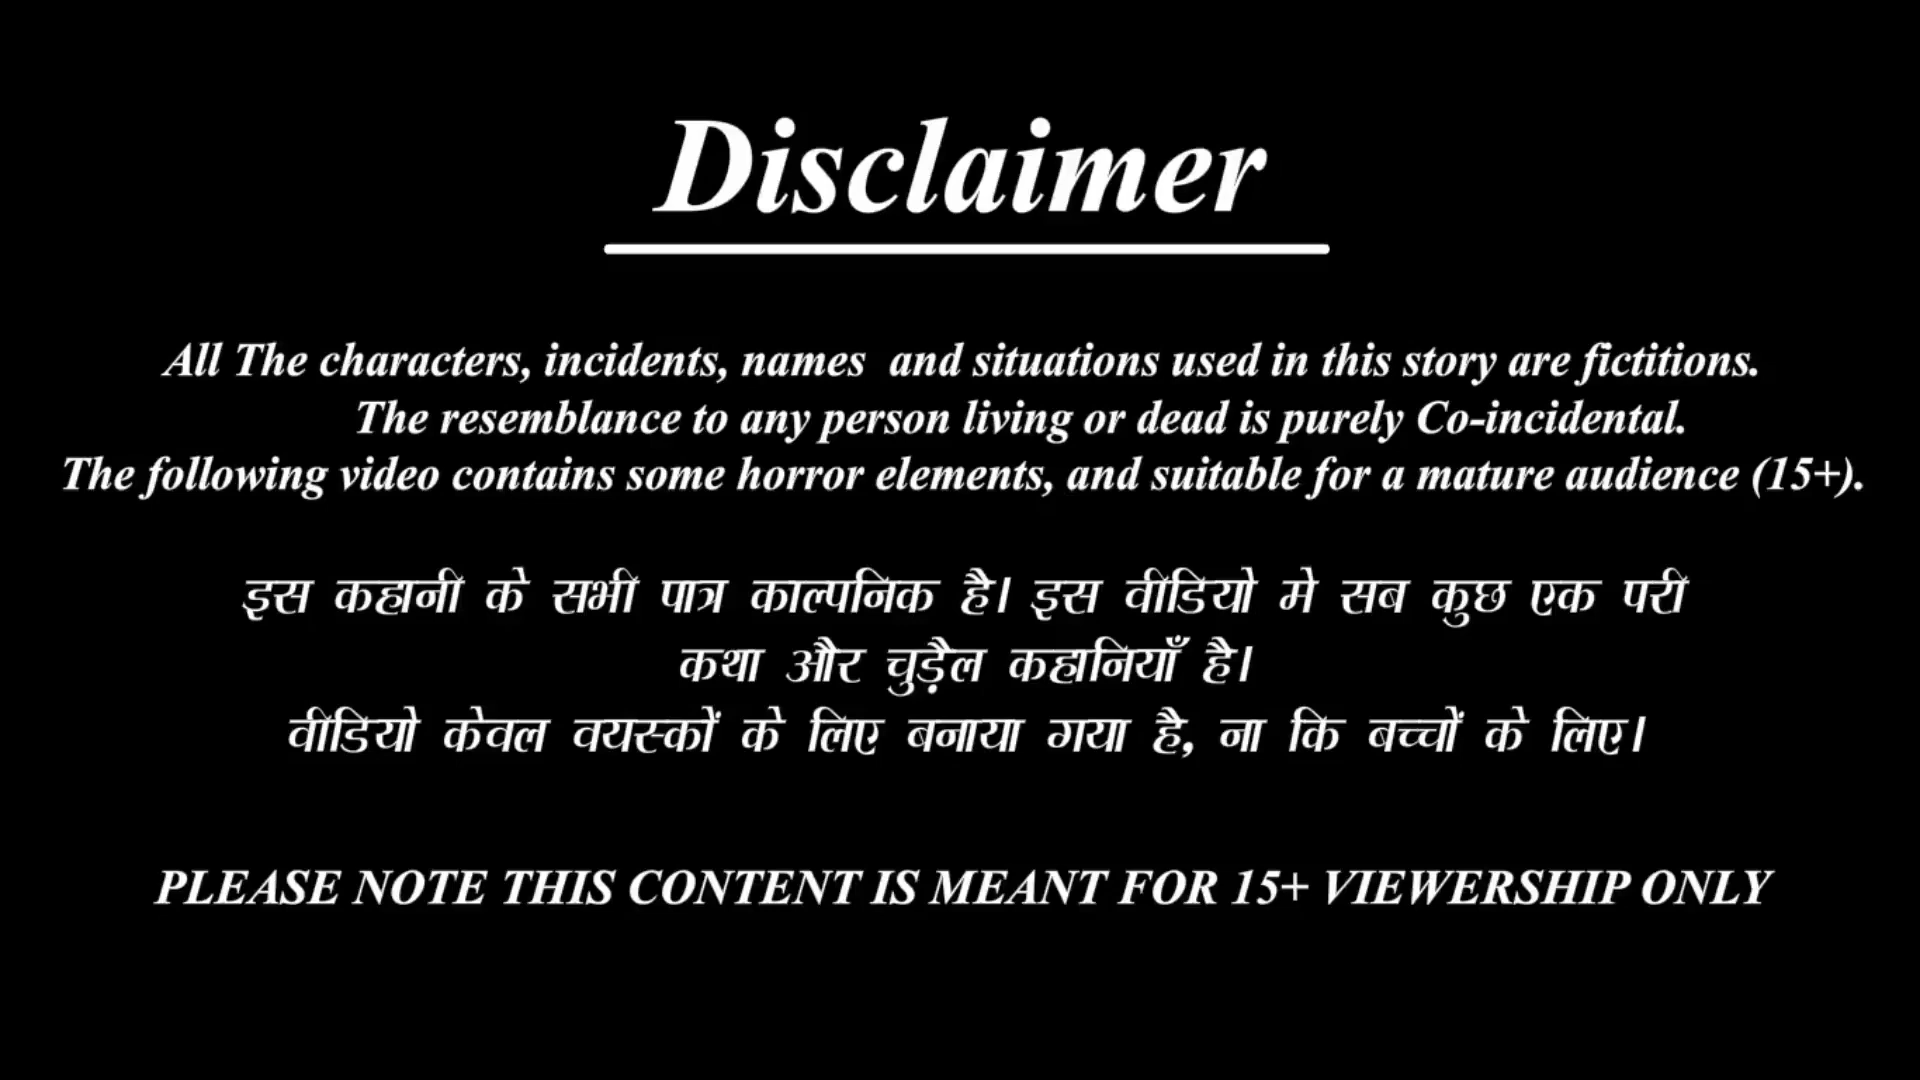 Disclaimer
All The characters, incidents, names and situations used in this story are fictitions.
The resemblance to any person living or dead is purely Co-incidental.
The following video contains some horror elements, and suitable for a mature audience (15+).
इस कहानी के सभी पात्र काल्पनिक है। इस वीडियो मे सब कुछ एक परी
कथा और चुड़ैल कहानियाँ है।
वीडियो केवल वयस्कों के लिए बनाया गया है, ना कि बच्चों के लिए।
PLEASE NOTE THIS CONTENT IS MEANT FOR 15+ VIEWERSHIP ONLY